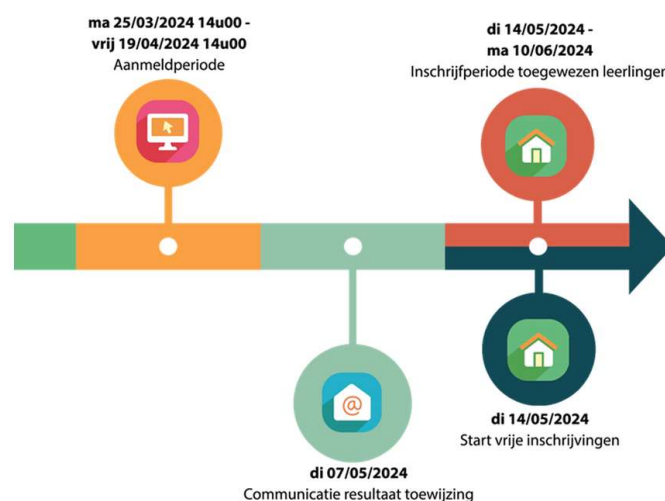 ma 25/03/2024 14u00 -
vrij 19/04/2024 14u00
Aanmeldperiode
di 14/05/2024 -
ma 10/06/2024
Inschrijfperiode toegewezen leerlingen
@
di 07/05/2024
Communicatie resultaat toewijzing
di 14/05/2024
Start vrije inschrijvingen